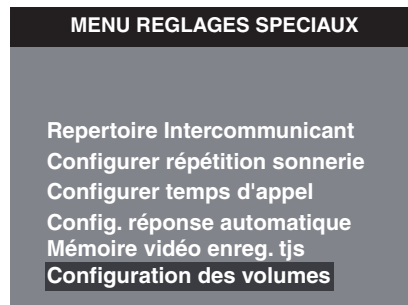 MENU REGLAGES SPECIAUX
Repertoire Intercommunicant
Configurer répétition sonnerie
Configurer temps d'appel
Config. réponse automatique
Mémoire vidéo enreg. tjs
Configuration des volumes